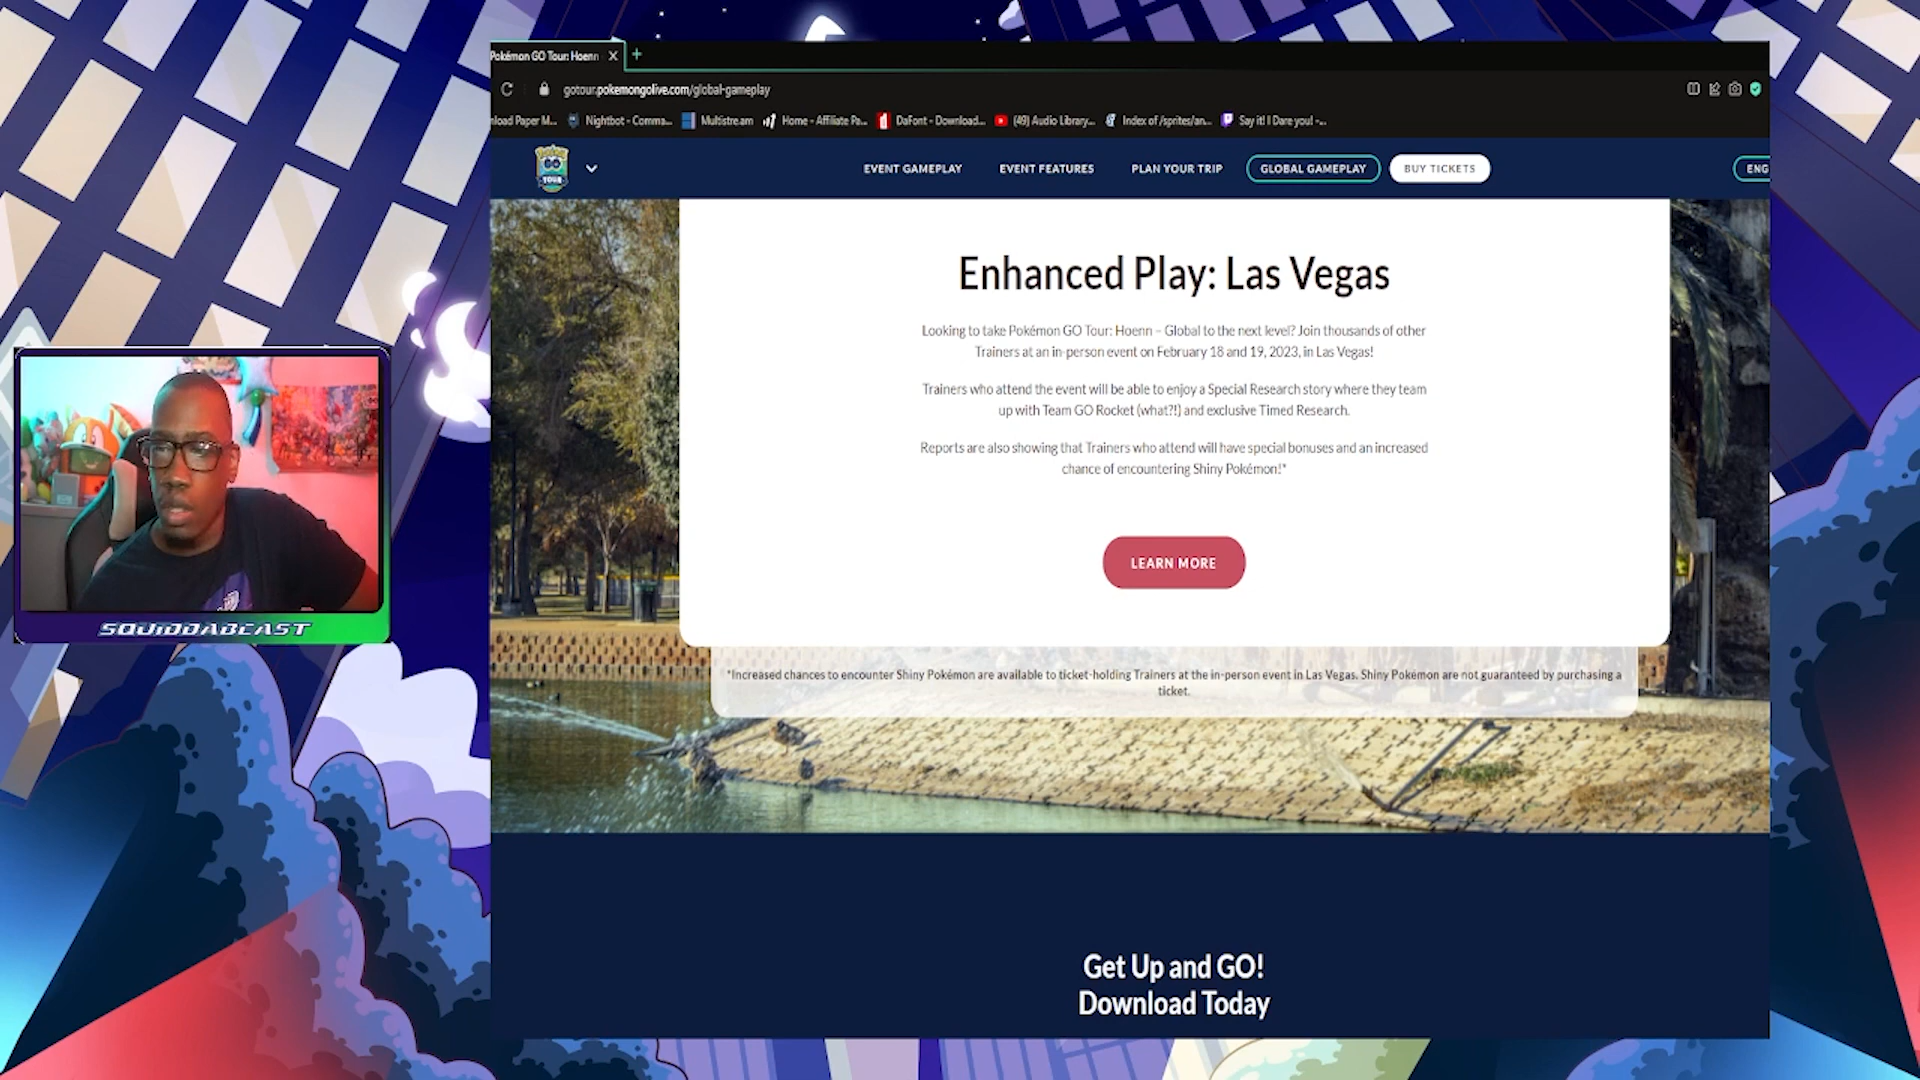 Pokémon GO Tour: Hoenn
gotour.pokemongolive.com/global-gameplay
nload Paper M...
Nightbot - Comma...
Multistream
Home - Affiliate Pa...
DaFont - Download...
(49) Audio Library...
Index of /sprites/an...
Say it! I Dare you! -...
EVENT GAMEPLAY
EVENT FEATURES
PLAN YOUR TRIP
GLOBAL GAMEPLAY
BUY TICKETS
ENG
Enhanced Play: Las Vegas
Looking to take Pokémon GO Tour: Hoenn – Global to the next level? Join thousands of other
Trainers at an in-person event on February 18 and 19, 2023, in Las Vegas!
Trainers who attend the event will be able to enjoy a Special Research story where they team
up with Team GO Rocket (what?!) and exclusive Timed Research.
Reports are also showing that Trainers who attend will have special bonuses and an increased
chance of encountering Shiny Pokémon!*
LEARN MORE
*Increased chances to encounter Shiny Pokémon are available to ticket-holding Trainers at the in-person event in Las Vegas. Shiny Pokémon are not guaranteed by purchasing a
ticket.
Get Up and GO!
Download Today
SQUIDDABEAST